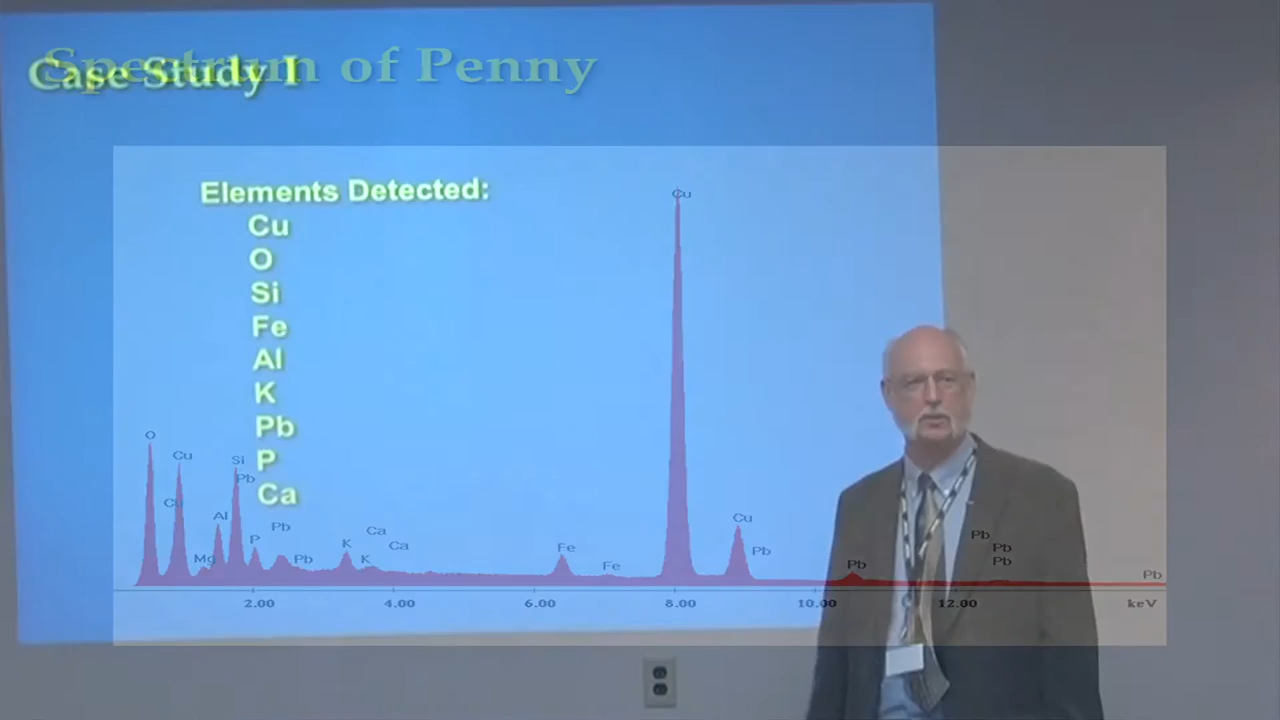 Spectrum of Penny
Case Study I
Elements Detected:
Cu
O
Si
Fe
Al
K
Pb
P
Ca
Cu
O
Cu
Cu
Mg
Al
Si
Pb
P
Pb
Pb
K
Ca
K
Ca
Fe
Fe
Cu
Pb
Pb
Pb
Pb
Pb
Pb
2.00 4.00 6.00 8.00 10.00 12.00 keV